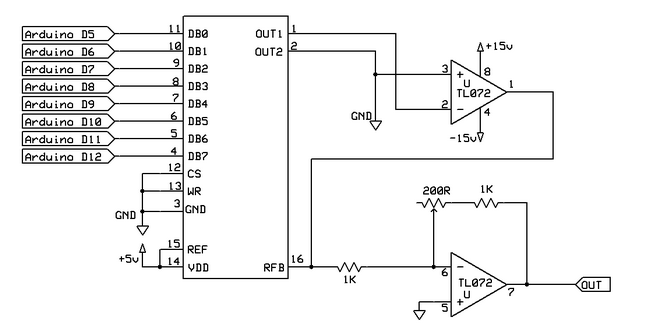 Arduino D5 11 DB0 OUT1 1
Arduino D6 10 DB1 OUT2 2
Arduino D7 9 DB2
Arduino D8 8 DB3
Arduino D9 7 DB4
Arduino D10 6 DB5
Arduino D11 5 DB6
Arduino D12 4 DB7
12 CS
13 WR
3 GND
GND
15 REF
+5v 14 VDD RFB 16
+15v
3 + 8
U 1
TL072
2 - 4
GND
-15v
200R 1K
1K
6 -
TL072 7 OUT
U
5 +